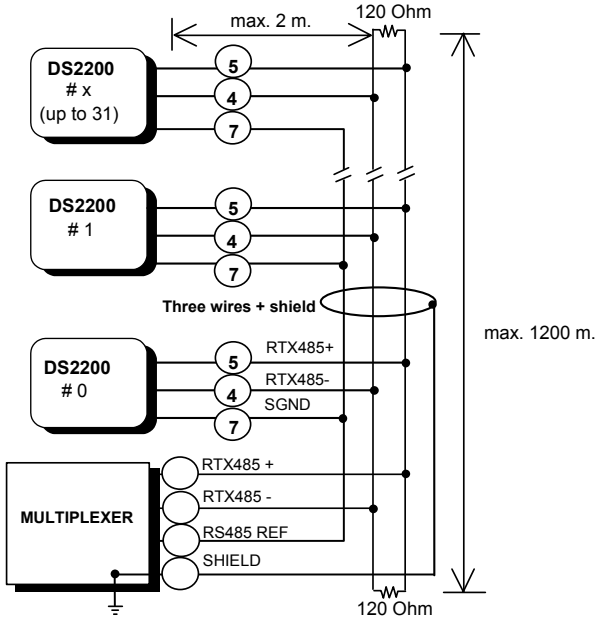 120 Ohm
max. 2 m.
DS2200
# x
(up to 31)
5
4
7
DS2200
# 1
5
4
7
Three wires + shield
max. 1200 m.
DS2200
# 0
5
RTX485+
4
RTX485-
7
SGND
MULTIPLEXER
RTX485 +
RTX485 -
RS485 REF
SHIELD
120 Ohm